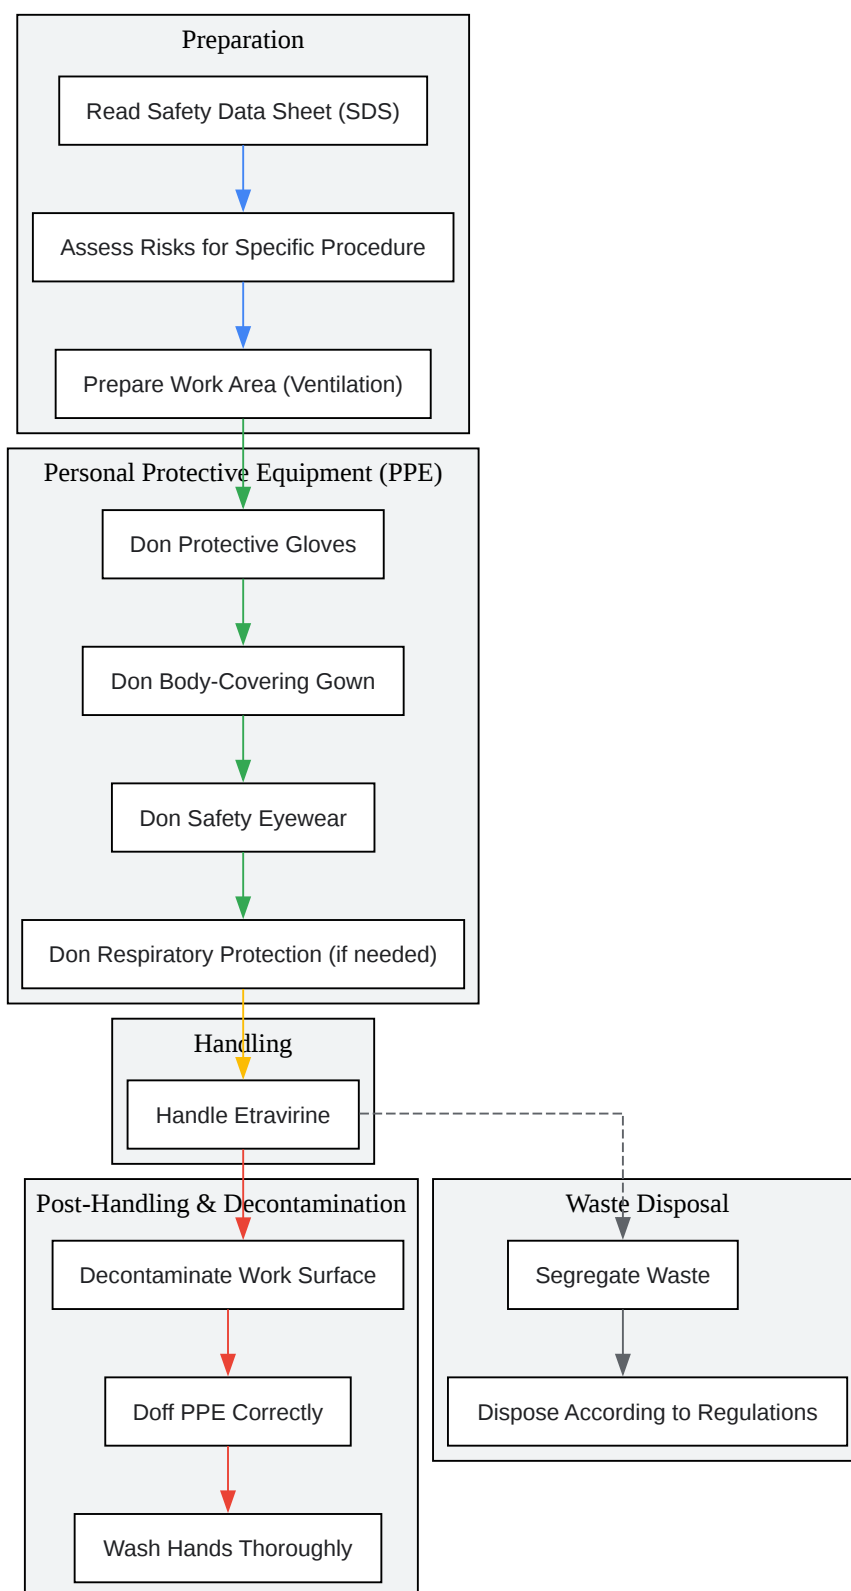 Preparation
Read Safety Data Sheet (SDS)
Assess Risks for Specific Procedure
Prepare Work Area (Ventilation)
Personal Protective Equipment (PPE)
Don Protective Gloves
Don Body-Covering Gown
Don Safety Eyewear
Don Respiratory Protection (if needed)
Handling
Handle Etravirine
Post-Handling & Decontamination
Decontaminate Work Surface
Doff PPE Correctly
Wash Hands Thoroughly
Waste Disposal
Segregate Waste
Dispose According to Regulations